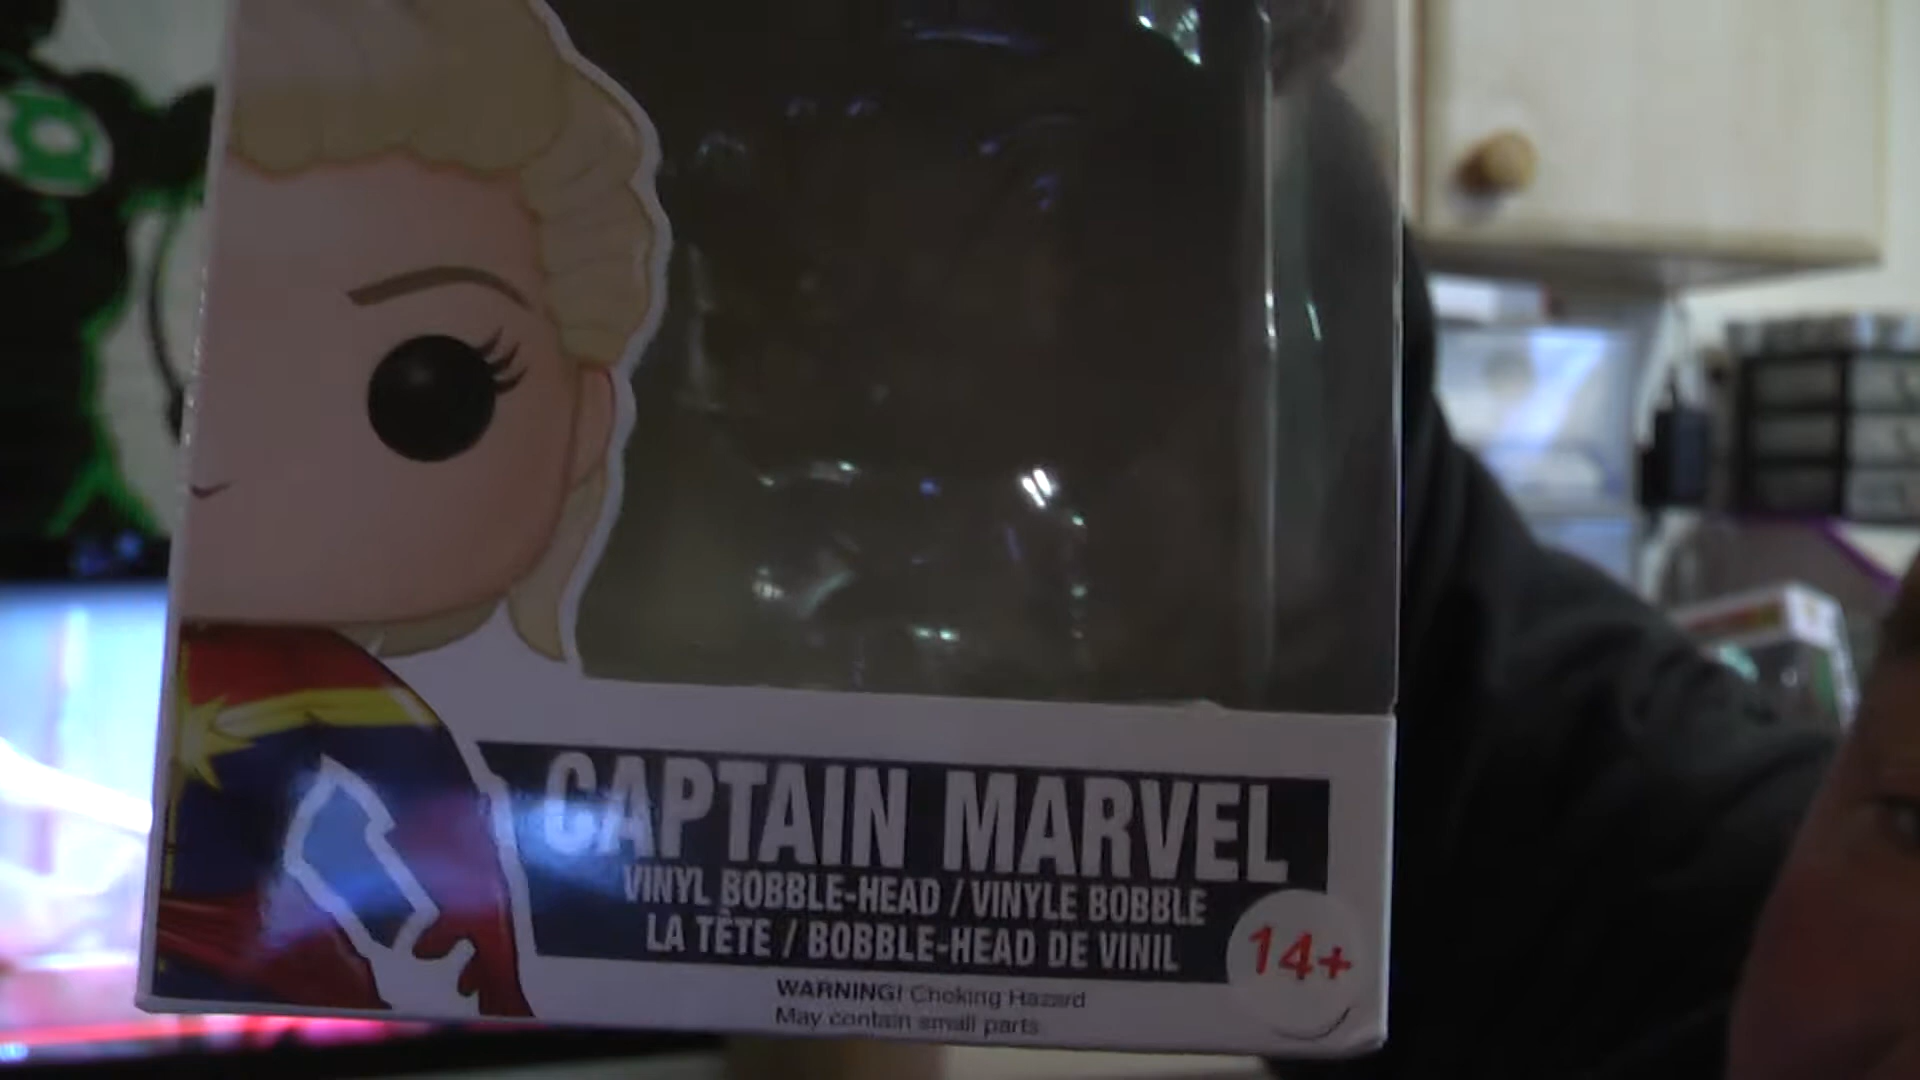 CAPTAIN MARVEL
VINYL BOBBLE-HEAD / VINYLE BOBBLE
LA TÊTE / BOBBLE-HEAD DE VINIL
14+
WARNING! Choking Hazard
May contain small parts.